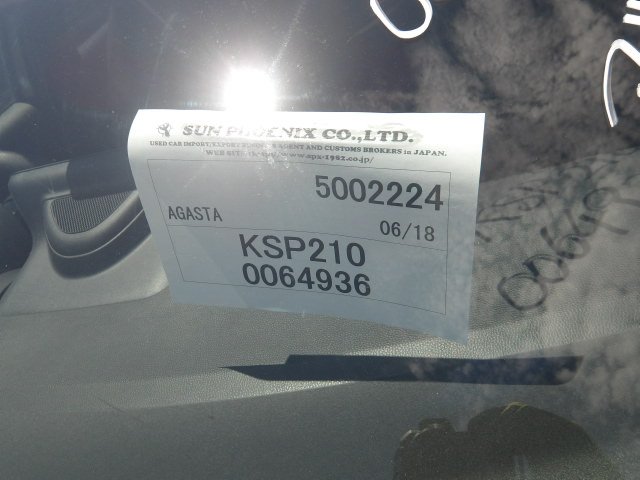 SUN PHOENIX CO.,LTD.
USED CAR IMPORT/EXPORT AGENT AND CUSTOMS BROKERS in JAPAN.
5002224
AGASTA
06/18
KSP210
0064936